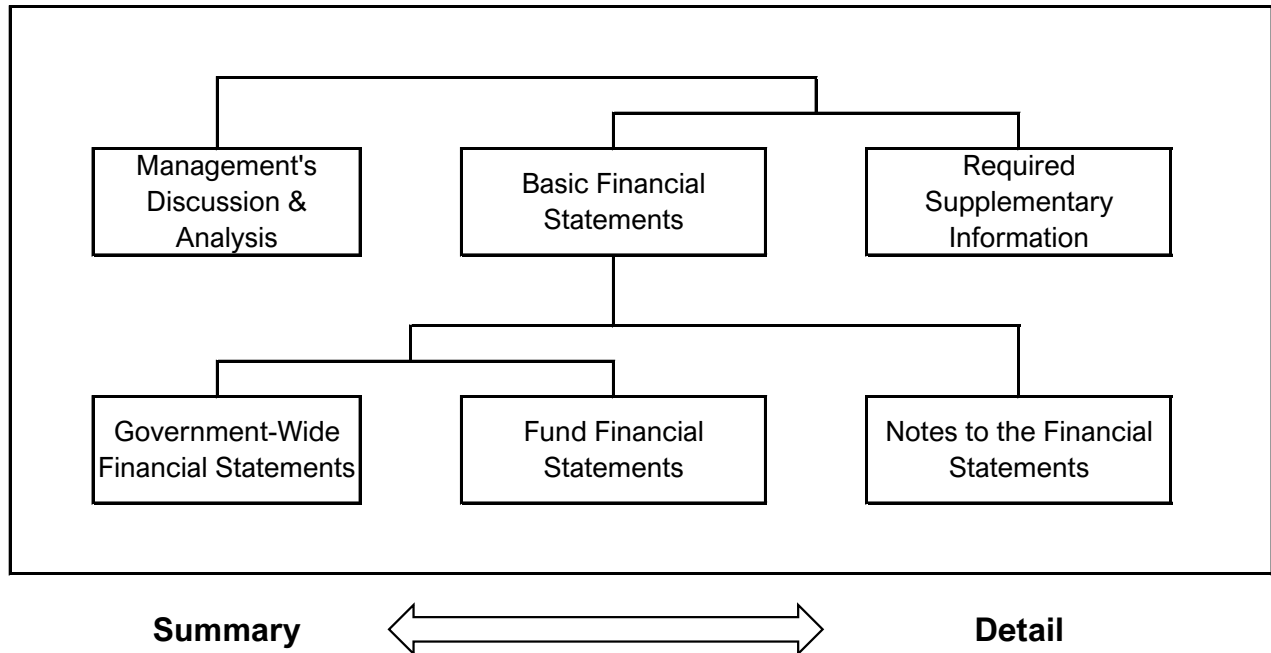 Management's
Discussion &
Analysis
Basic Financial
Statements
Required
Supplementary
Information
Government-Wide
Financial Statements
Fund Financial
Statements
Notes to the Financial
Statements
Summary
Detail